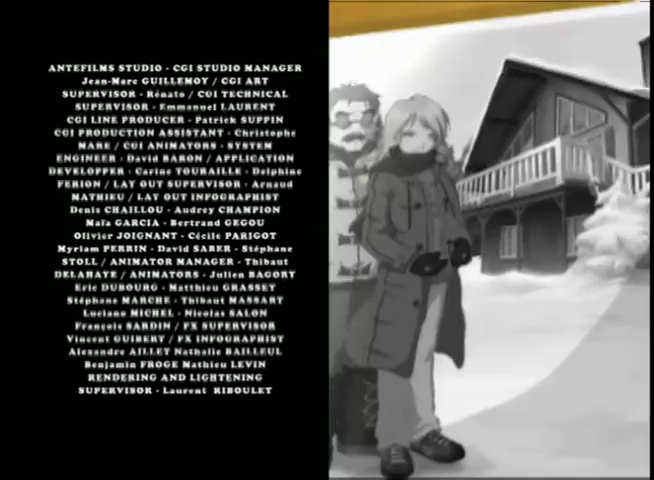 ANTEFILMS STUDIO - CGI STUDIO MANAGER
Jean-Marc GUILLEMOY / CGI ART
SUPERVISOR - Rénato / CGI TECHNICAL
SUPERVISOR - Emmanuel LAURENT
CGI LINE PRODUCER - Patrick SUPPIN
CGI PRODUCTION ASSISTANT - Christophe
MARE / CGI ANIMATORS - SYSTEM
ENGINEER - David BARON / APPLICATION
DEVELOPPER - Carine TOURAILLE - Delphine
FERION / LAY OUT SUPERVISOR - Arnaud
MATHIEU / LAY OUT INFOGRAPHIST
Denis CHAILLOU - Audrey CHAMPION
Maïa GARCIA - Bertrand GEGOU
Olivier JOIGNANT - Cécile PARIGOT
Myriam PERRIN - David SABER - Stéphane
STOLL / ANIMATOR MANAGER - Thibaut
DELAHAYE / ANIMATORS - Julien BAGORY
Eric DUBOURG - Matthieu GRASSET
Stéphane MARCHE - Thibaut MASSART
Luciano MICHEL - Nicolas SALON
François SARDIN / FX SUPERVISOR
Vincent GUIBERT / FX INFOGRAPHIST
Alexandre AILLET Nathalie BAILLEUL
Benjamin FROGE Mathieu LEVIN
RENDERING AND LIGHTENING
SUPERVISOR - Laurent RIBOULET